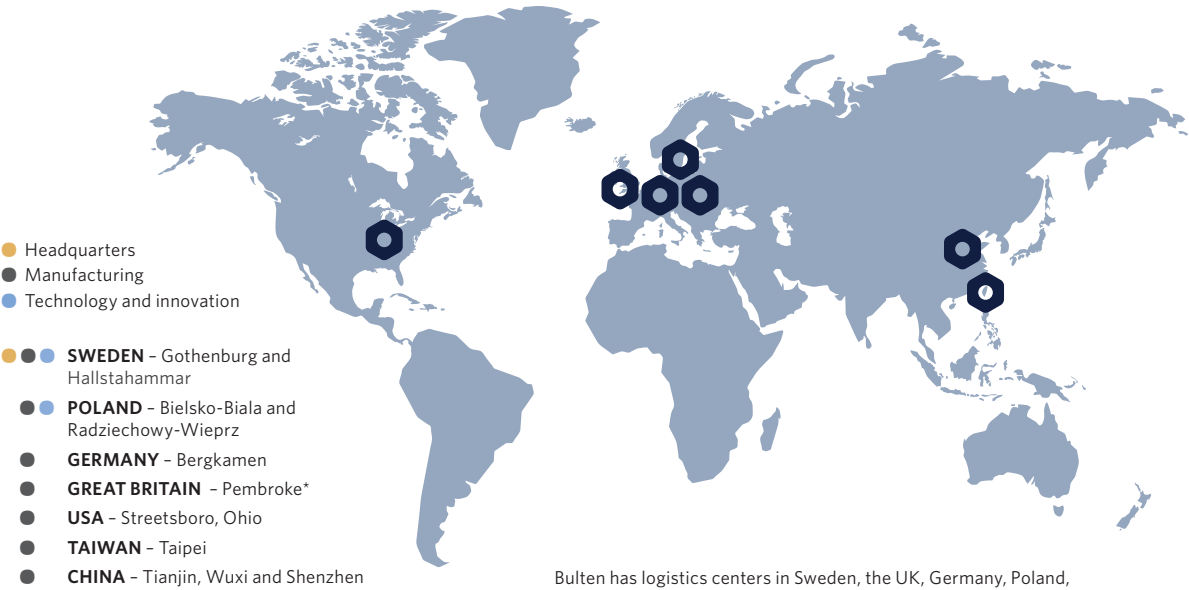 Headquarters
Manufacturing
Technology and innovation
SWEDEN – Gothenburg and
Hallstahammar
POLAND – Bielsko-Biala and
Radziechowy-Wieprz
GERMANY – Bergkamen
GREAT BRITAIN – Pembroke*
USA – Streetsboro, Ohio
TAIWAN – Taipei
CHINA – Tianjin, Wuxi and Shenzhen
Bulten has logistics centers in Sweden, the UK, Germany, Poland,